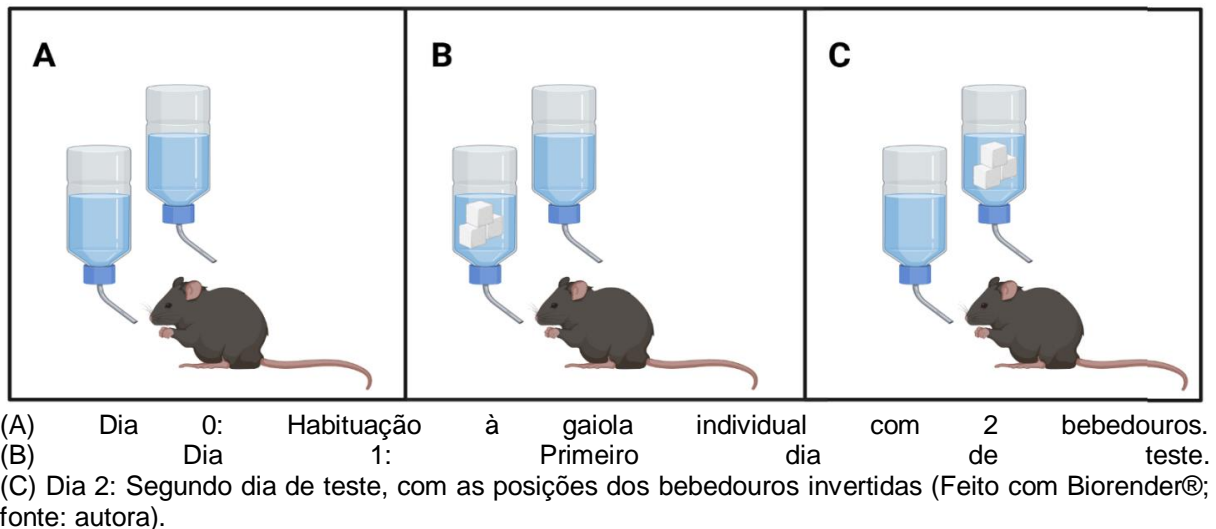 A B C
(A) Dia 0: Habituação à gaiola individual com 2 bebedouros.
(B) Dia 1: Primeiro dia de teste.
(C) Dia 2: Segundo dia de teste, com as posições dos bebedouros invertidas (Feito com Biorender®;
fonte: autora).